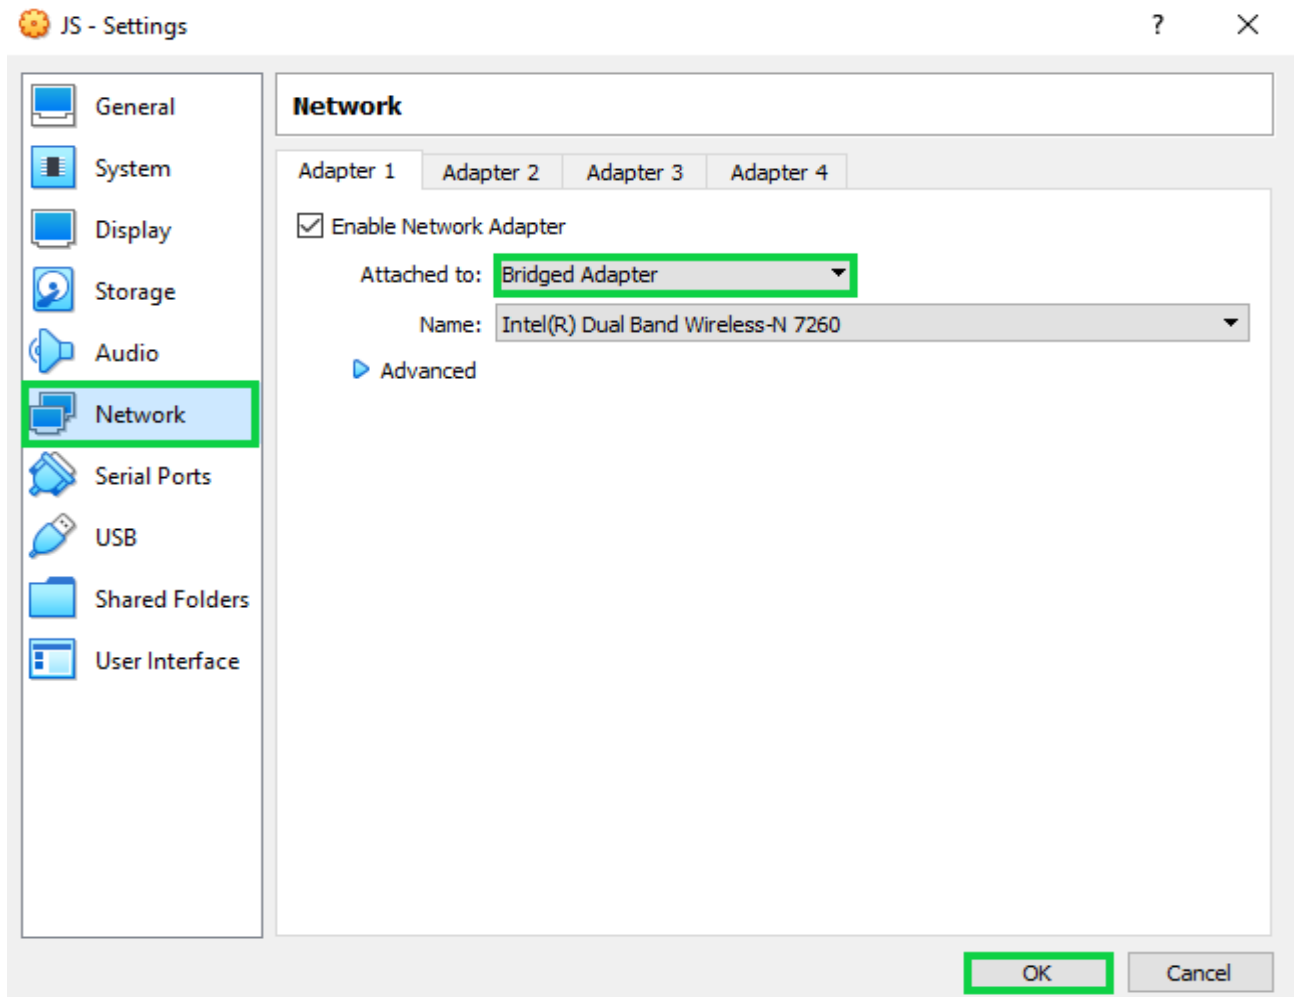 JS - Settings
?
General
System
Display
Storage
Audio
Network
Serial Ports
USB
Shared Folders
User Interface
Network
Adapter 1 Adapter 2 Adapter 3 Adapter 4
Enable Network Adapter
Attached to: Bridged Adapter
Name: Intel(R) Dual Band Wireless-N 7260
Advanced
OK Cancel